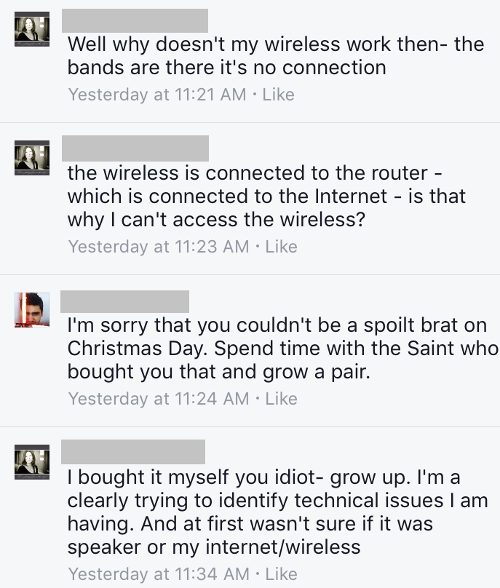 Well why doesn't my wireless work then- the
bands are there it's no connection
Yesterday at 11:21 AM · Like
the wireless is connected to the router -
which is connected to the Internet - is that
why I can't access the wireless?
Yesterday at 11:23 AM · Like
I'm sorry that you couldn't be a spoilt brat on
Christmas Day. Spend time with the Saint who
bought you that and grow a pair.
Yesterday at 11:24 AM · Like
I bought it myself you idiot- grow up. I'm a
clearly trying to identify technical issues I am
having. And at first wasn't sure if it was
speaker or my internet/wireless
Yesterday at 11:34 AM · Like